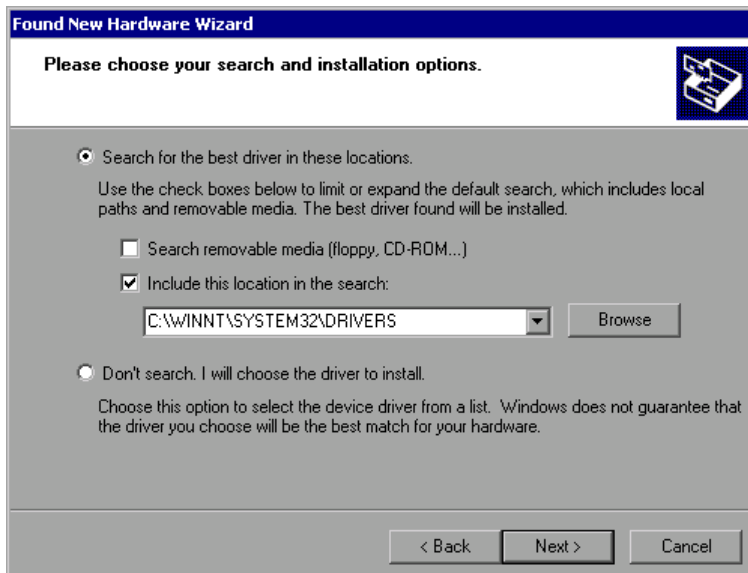 Found New Hardware Wizard
Please choose your search and installation options.
Search for the best driver in these locations.
Use the check boxes below to limit or expand the default search, which includes local
paths and removable media. The best driver found will be installed.
Search removable media (floppy, CD-ROM...)
Include this location in the search:
C:\WINNT\SYSTEM32\DRIVERS
Browse
Don't search. I will choose the driver to install.
Choose this option to select the device driver from a list. Windows does not guarantee that
the driver you choose will be the best match for your hardware.
< Back
Next >
Cancel